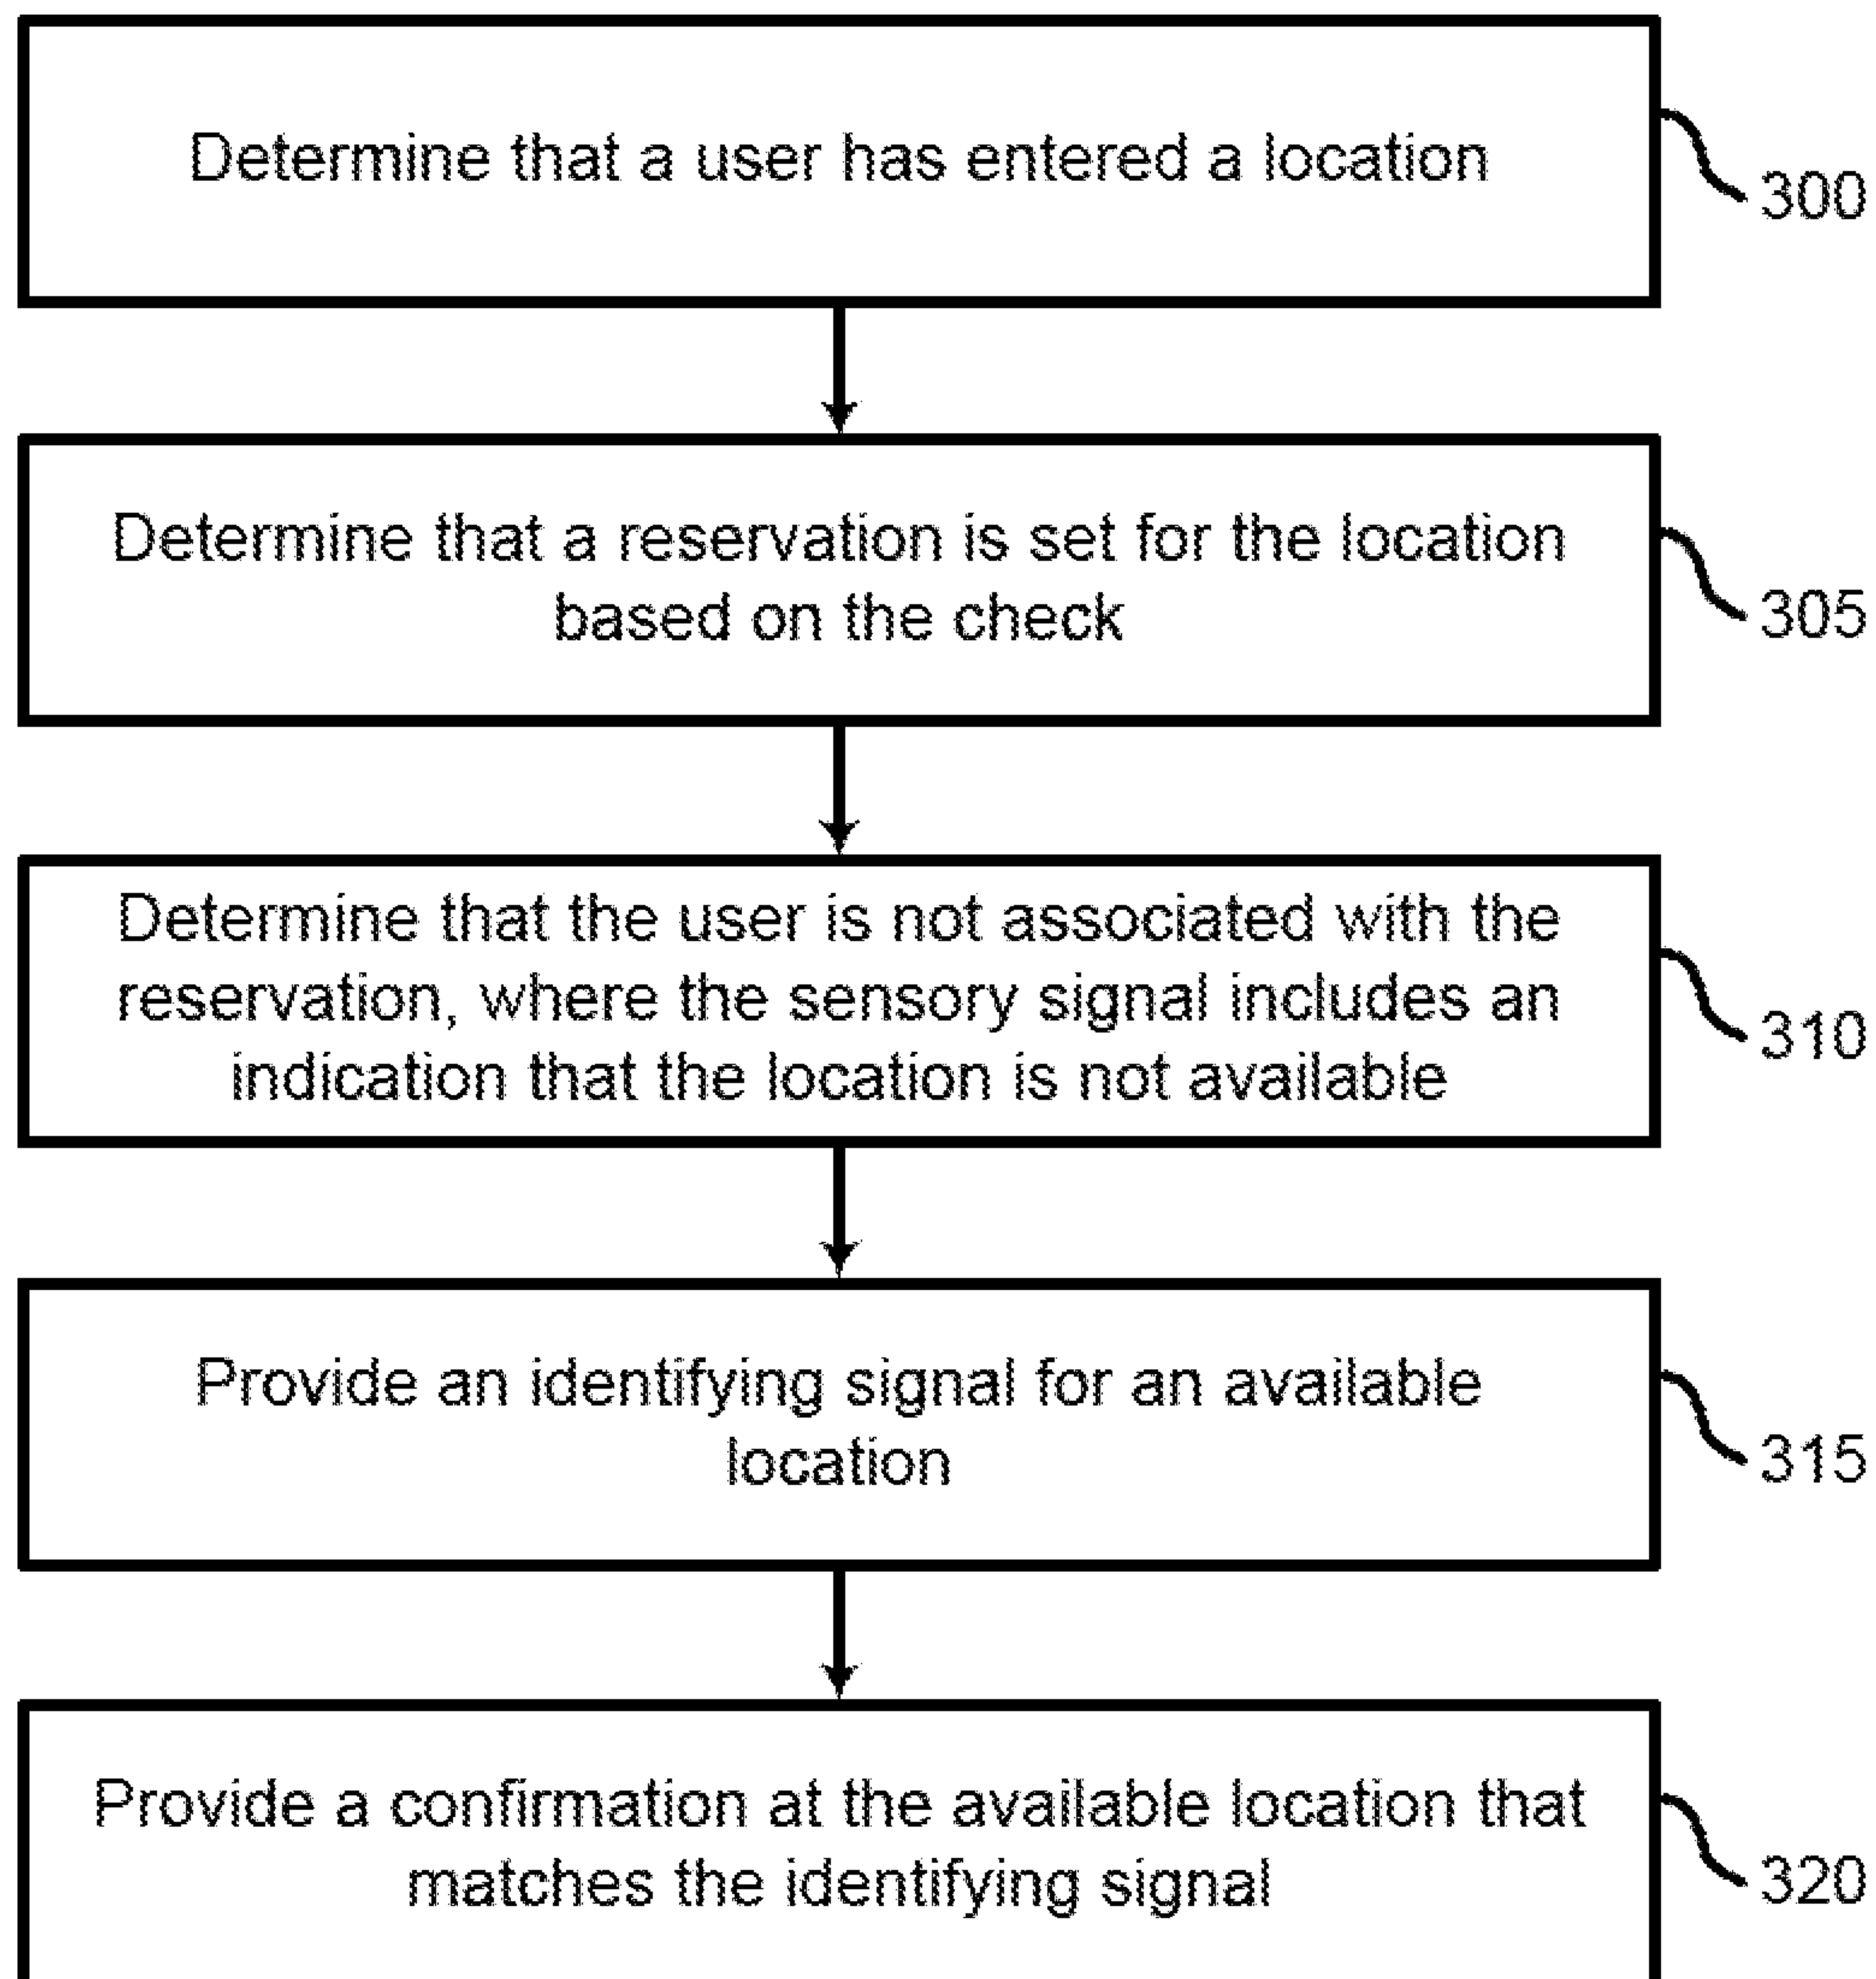 Determine that a user has entered a location
300
Determine that a reservation is set for the location
based on the check
305
Determine that the user is not associated with the
reservation, where the sensory signal includes an
indication that the location is not available
310
Provide an identifying signal for an available
location
315
Provide a confirmation at the available location that
matches the identifying signal
320